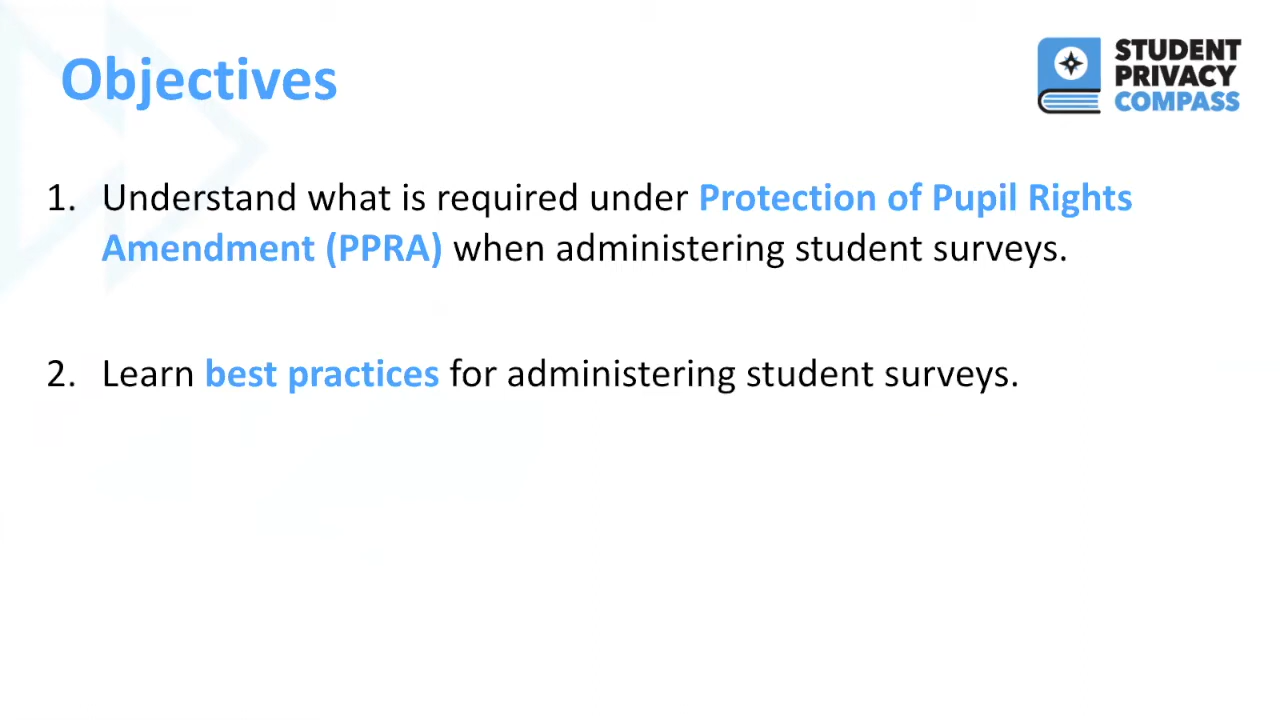 Objectives
STUDENT
PRIVACY
COMPASS
1. Understand what is required under Protection of Pupil Rights
Amendment (PPRA) when administering student surveys.
2. Learn best practices for administering student surveys.